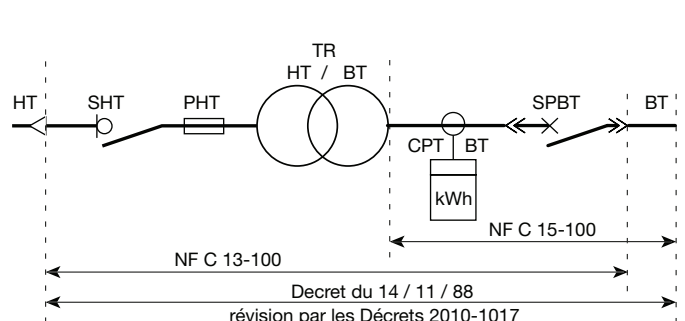 TR
HT / BT
HT SHT PHT SPBT BT
CPT BT
kWh
NF C 15-100
NF C 13-100
Decret du 14 / 11 / 88
révision par les Décrets 2010-1017